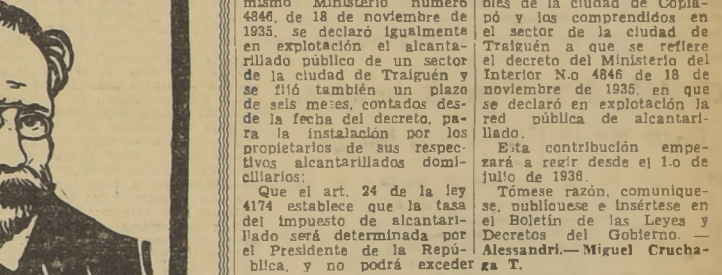 mismo Ministerio número
4846, de 18 de noviembre de
1935, se declaró igualmente
en explotación el alcanta-
rillado público de un sector
de la ciudad de Traiguén y
se fijó también un plazo
de seis meses, contados des-
de la fecha del decreto, pa-
ra la instalación por los
propietarios de sus respec-
tivos alcantarillados domi-
ciliarios;
Que el art. 24 de la ley
4174 establece que la tasa
del impuesto de alcantari-
llado será determinada por
el Presidente de la Repú-
blica, y no podrá exceder
bles de la ciudad de Copia-
pó y los comprendidos en
el sector de la ciudad de
Traiguén a que se refiere
el decreto del Ministerio del
Interior N.o 4846 de 18 de
noviembre de 1935, en que
se declaró en explotación la
red pública de alcantari-
llado.
Esta contribución empe-
zará a regir desde el 1.o de
julio de 1936.
Tómese razón, comuníque-
se, publíquese e insértese en
el Boletín de las Leyes y
Decretos del Gobierno. —
Alessandri.— Miguel Crucha-
ga T.